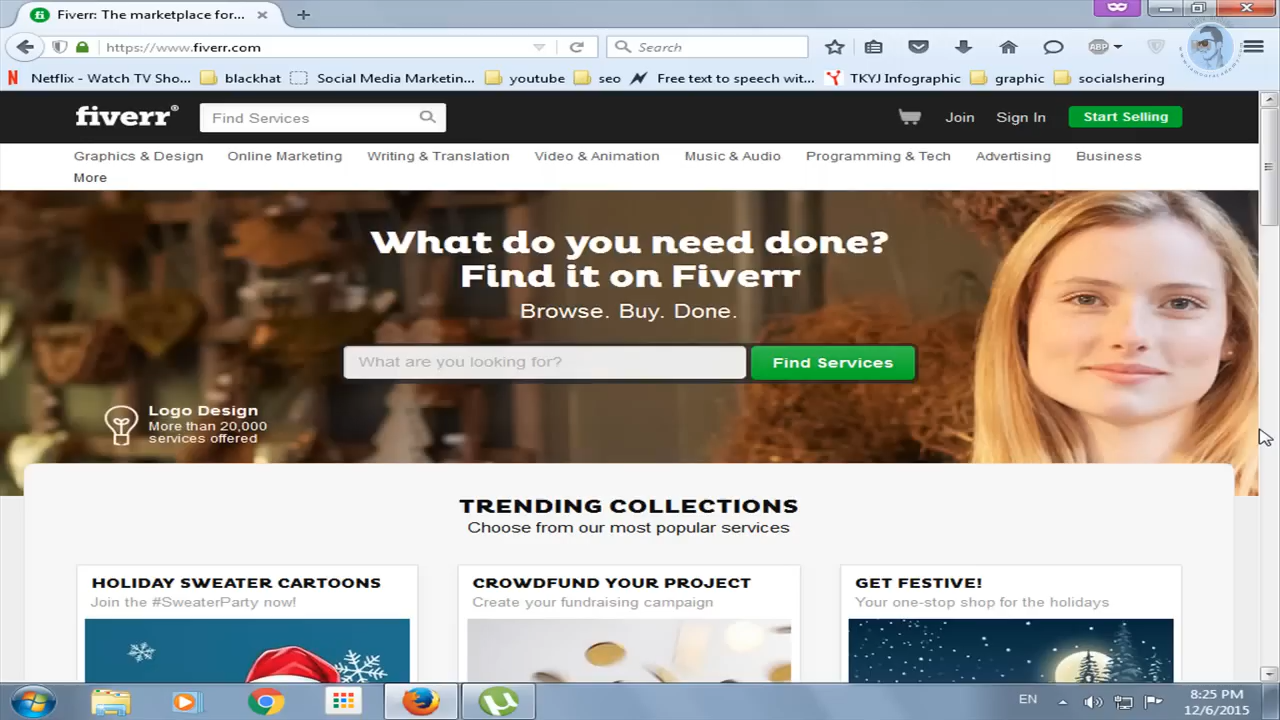 Fiverr: The marketplace for...
https://www.fiverr.com
Search
ABP
Netflix - Watch TV Sho...
blackhat
Social Media Marketin...
youtube
seo
Free text to speech wit...
TKYJ Infographic
graphic
socialshering
fiverr®
Find Services
Join
Sign In
Start Selling
Graphics & Design
Online Marketing
Writing & Translation
Video & Animation
Music & Audio
Programming & Tech
Advertising
Business
More
What do you need done?
Find it on Fiverr
Browse. Buy. Done.
What are you looking for?
Find Services
Logo Design
More than 20,000
services offered
TRENDING COLLECTIONS
Choose from our most popular services
HOLIDAY SWEATER CARTOONS
Join the #SweaterParty now!
CROWDFUND YOUR PROJECT
Create your fundraising campaign
GET FESTIVE!
Your one-stop shop for the holidays
EN
8:25 PM
12/6/2015